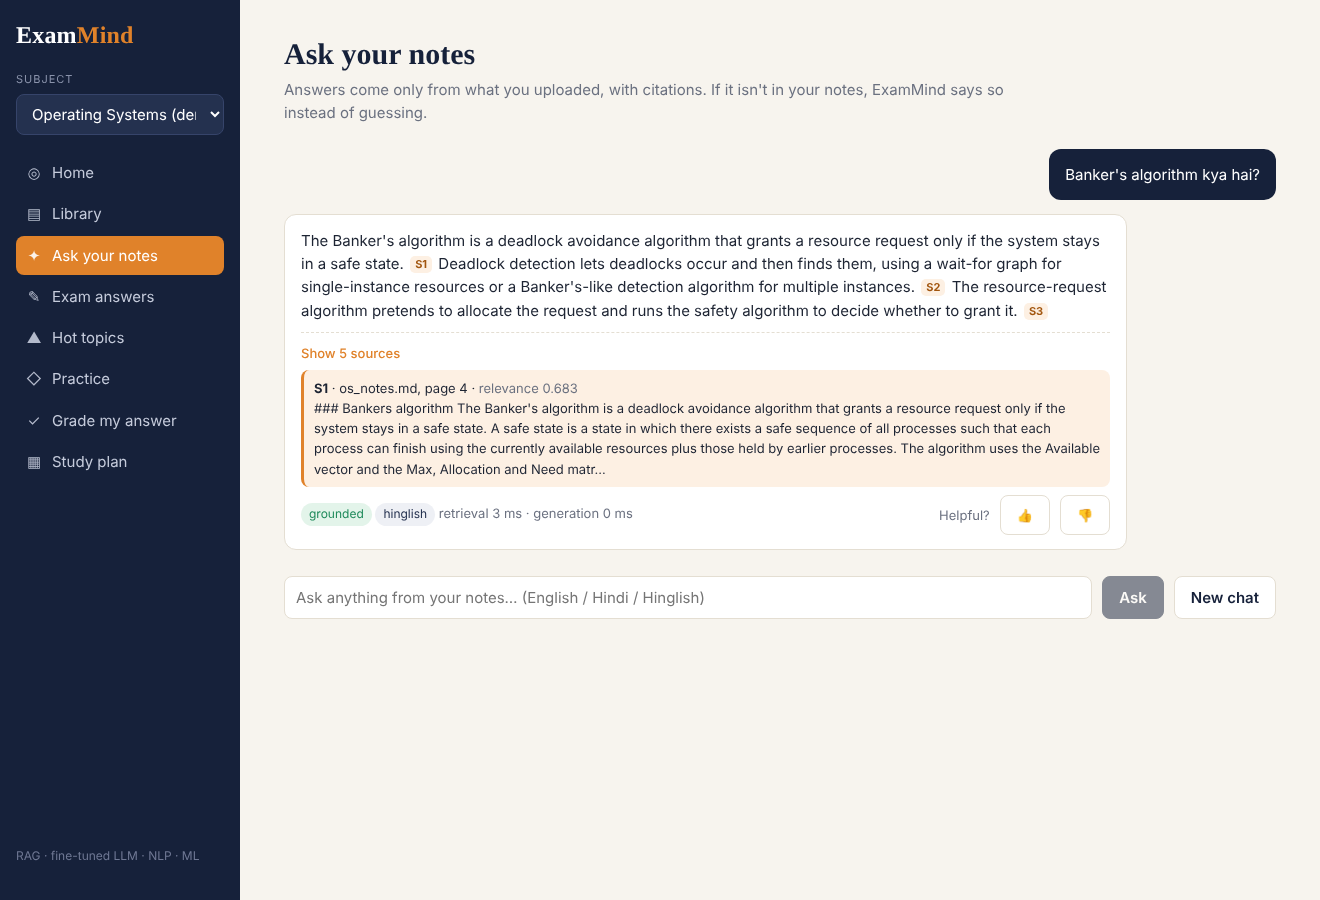 ExamMind
SUBJECT
Operating Systems (de
Home
Library
Ask your notes
Exam answers
Hot topics
Practice
Grade my answer
Study plan
RAG · fine-tuned LLM · NLP · ML
Ask your notes
Answers come only from what you uploaded, with citations. If it isn't in your notes, ExamMind says so
instead of guessing.
Banker's algorithm kya hai?
The Banker's algorithm is a deadlock avoidance algorithm that grants a resource request only if the system stays
in a safe state. S1 Deadlock detection lets deadlocks occur and then finds them, using a wait-for graph for
single-instance resources or a Banker's-like detection algorithm for multiple instances. S2 The resource-request
algorithm pretends to allocate the request and runs the safety algorithm to decide whether to grant it. S3
Show 5 sources
S1 · os_notes.md, page 4 · relevance 0.683
### Bankers algorithm The Banker's algorithm is a deadlock avoidance algorithm that grants a resource request only if the
system stays in a safe state. A safe state is a state in which there exists a safe sequence of all processes such that each
process can finish using the currently available resources plus those held by earlier processes. The algorithm uses the Available
vector and the Max, Allocation and Need matr...
grounded hinglish retrieval 3 ms · generation 0 ms Helpful?
Ask anything from your notes... (English / Hindi / Hinglish) Ask New chat